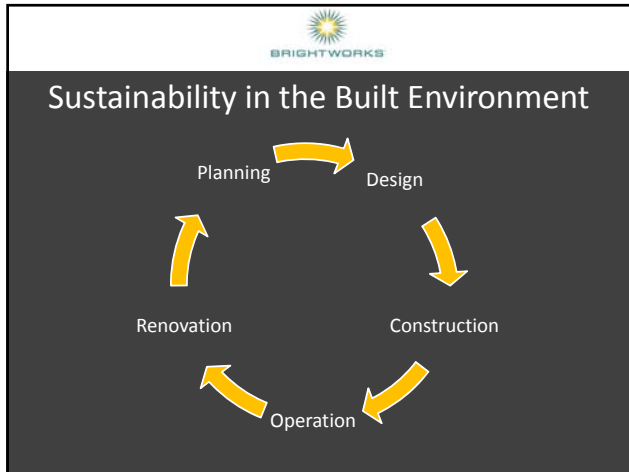 BRIGHTWORKS
Sustainability in the Built Environment
Planning
Design
Renovation
Construction
Operation